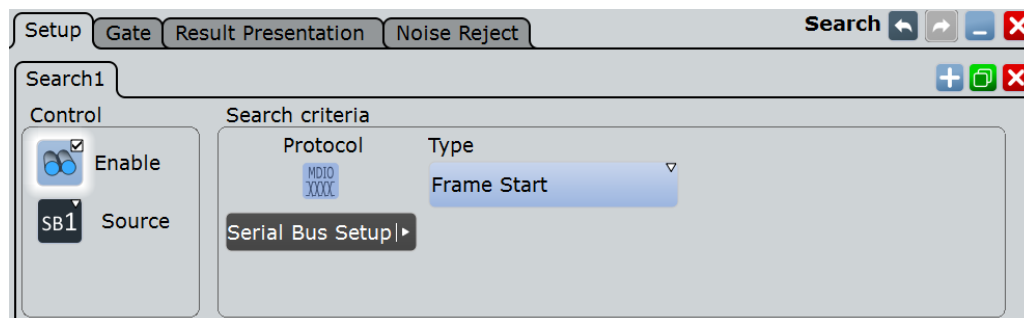 Setup Gate Result Presentation Noise Reject Search
Search1
Control Search criteria
Protocol Type
MDIO
XXXX
Enable
Frame Start
SB1 Source
Serial Bus Setup